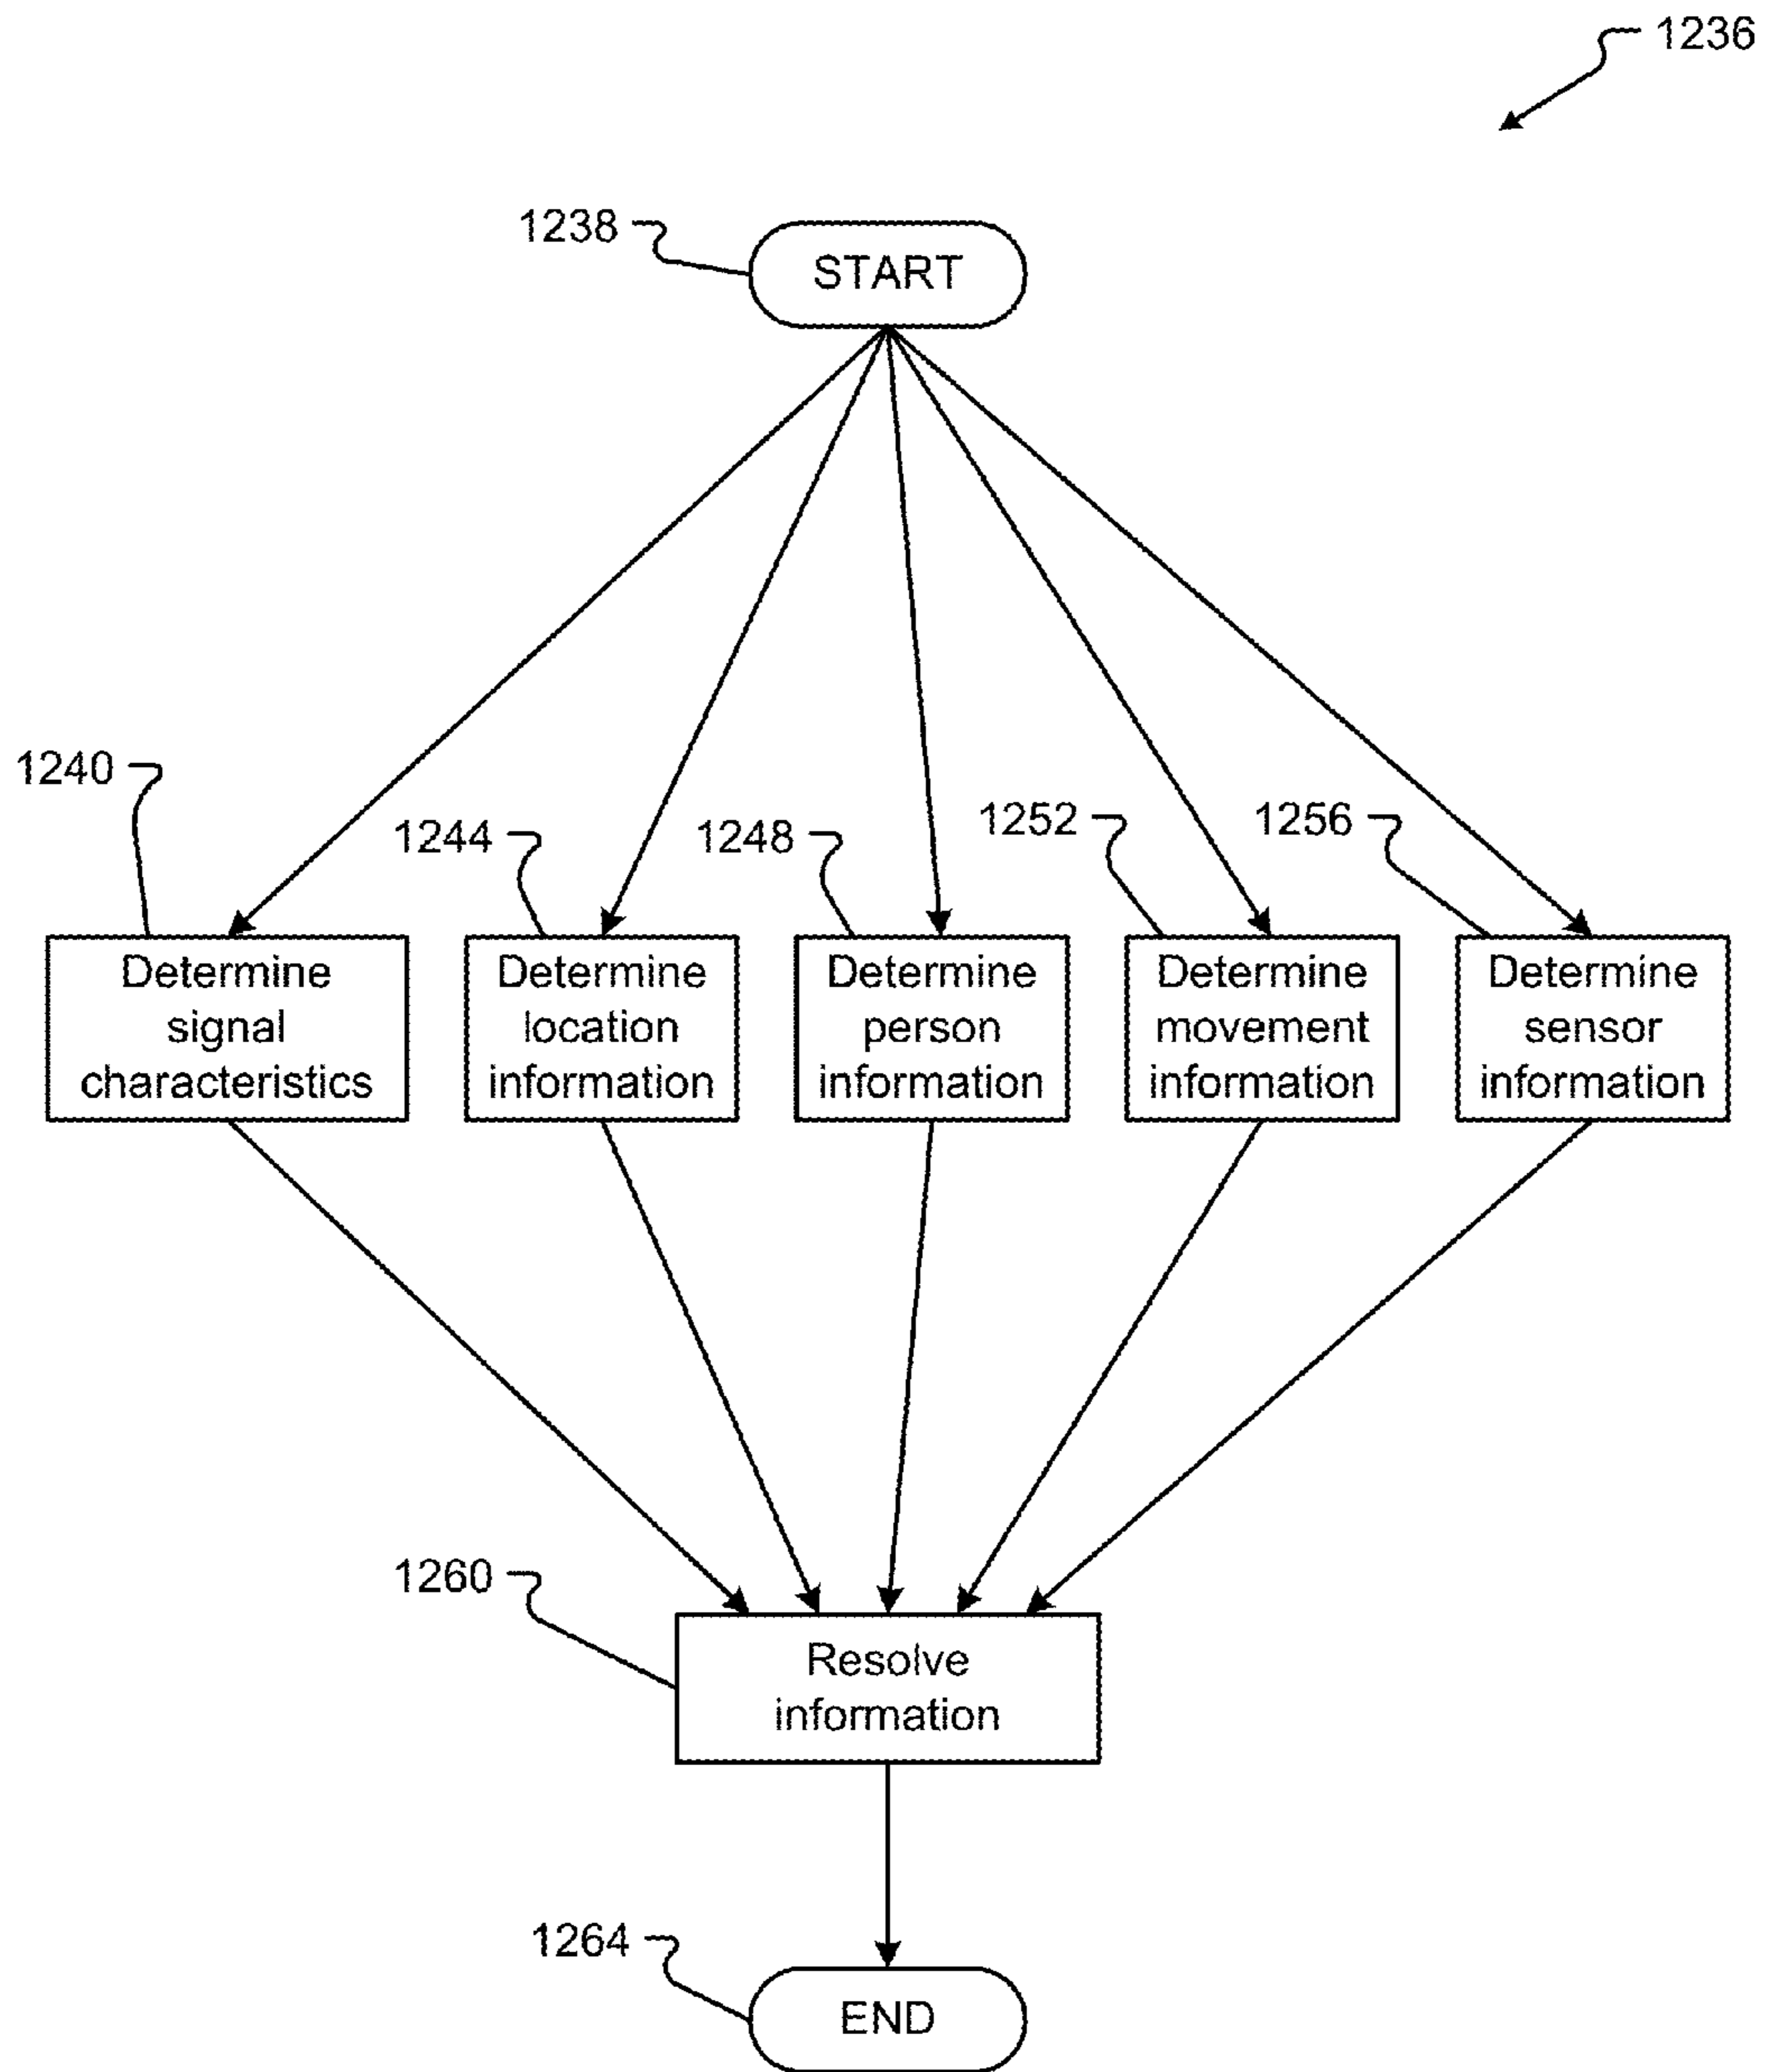 1236
1238
START
1240
1244
1248
1252
1256
Determine
signal
characteristics
Determine
location
information
Determine
person
information
Determine
movement
information
Determine
sensor
information
1260
Resolve
information
1264
END